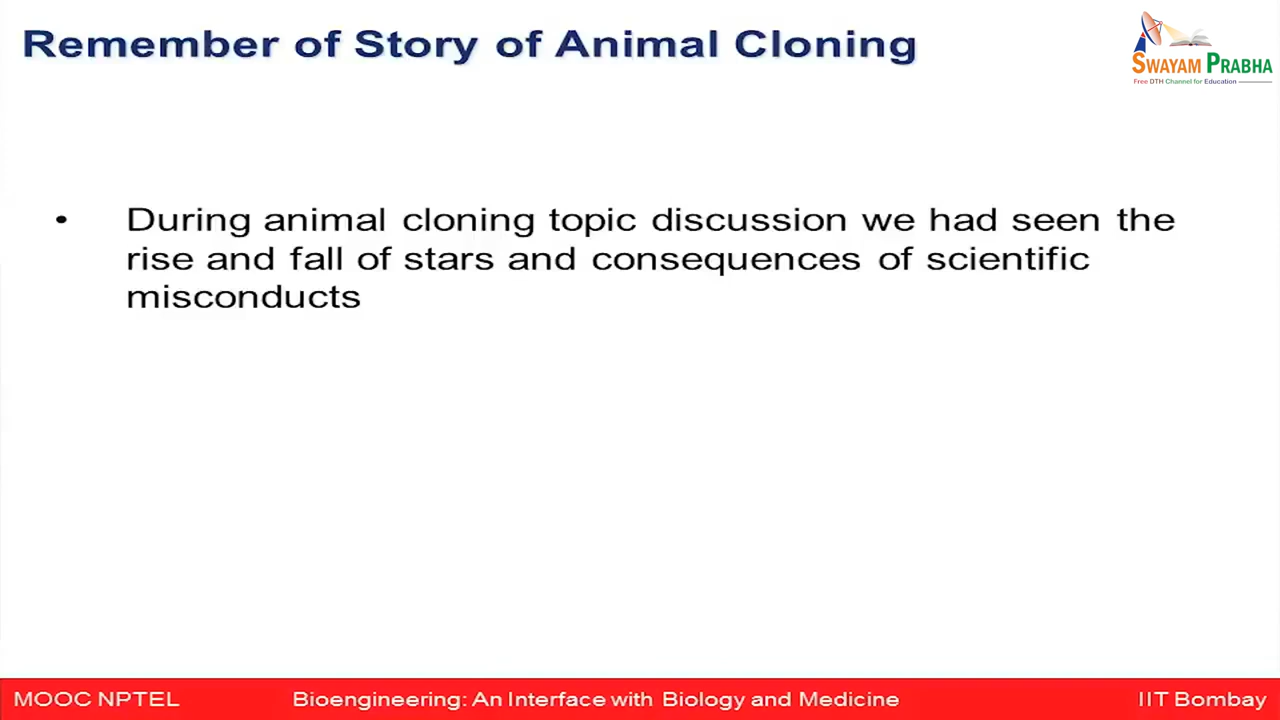 Remember of Story of Animal Cloning
SWAYAM PRABHA
Free DTH Channel for Education
• During animal cloning topic discussion we had seen the
rise and fall of stars and consequences of scientific
misconducts
MOOC NPTEL Bioengineering: An Interface with Biology and Medicine IIT Bombay